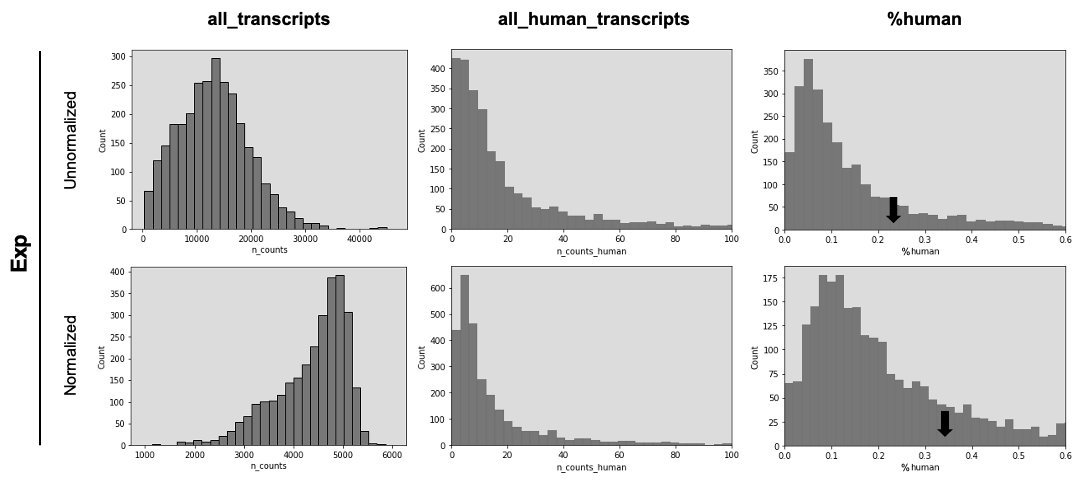 all_transcripts
all_human_transcripts
%human
Exp
Unnormalized
Count
300
250
200
150
100
50
0
0 10000 20000 30000 40000
n_counts
Count
400
350
300
250
200
150
100
50
0
0 20 40 60 80 100
n_counts_human
Count
350
300
250
200
150
100
50
0
0.0 0.1 0.2 0.3 0.4 0.5 0.6
%human
Normalized
Count
400
350
300
250
200
150
100
50
0
1000 2000 3000 4000 5000 6000
n_counts
Count
600
500
400
300
200
100
0
0 20 40 60 80 100
n_counts_human
Count
175
150
125
100
75
50
25
0
0.0 0.1 0.2 0.3 0.4 0.5 0.6
%human